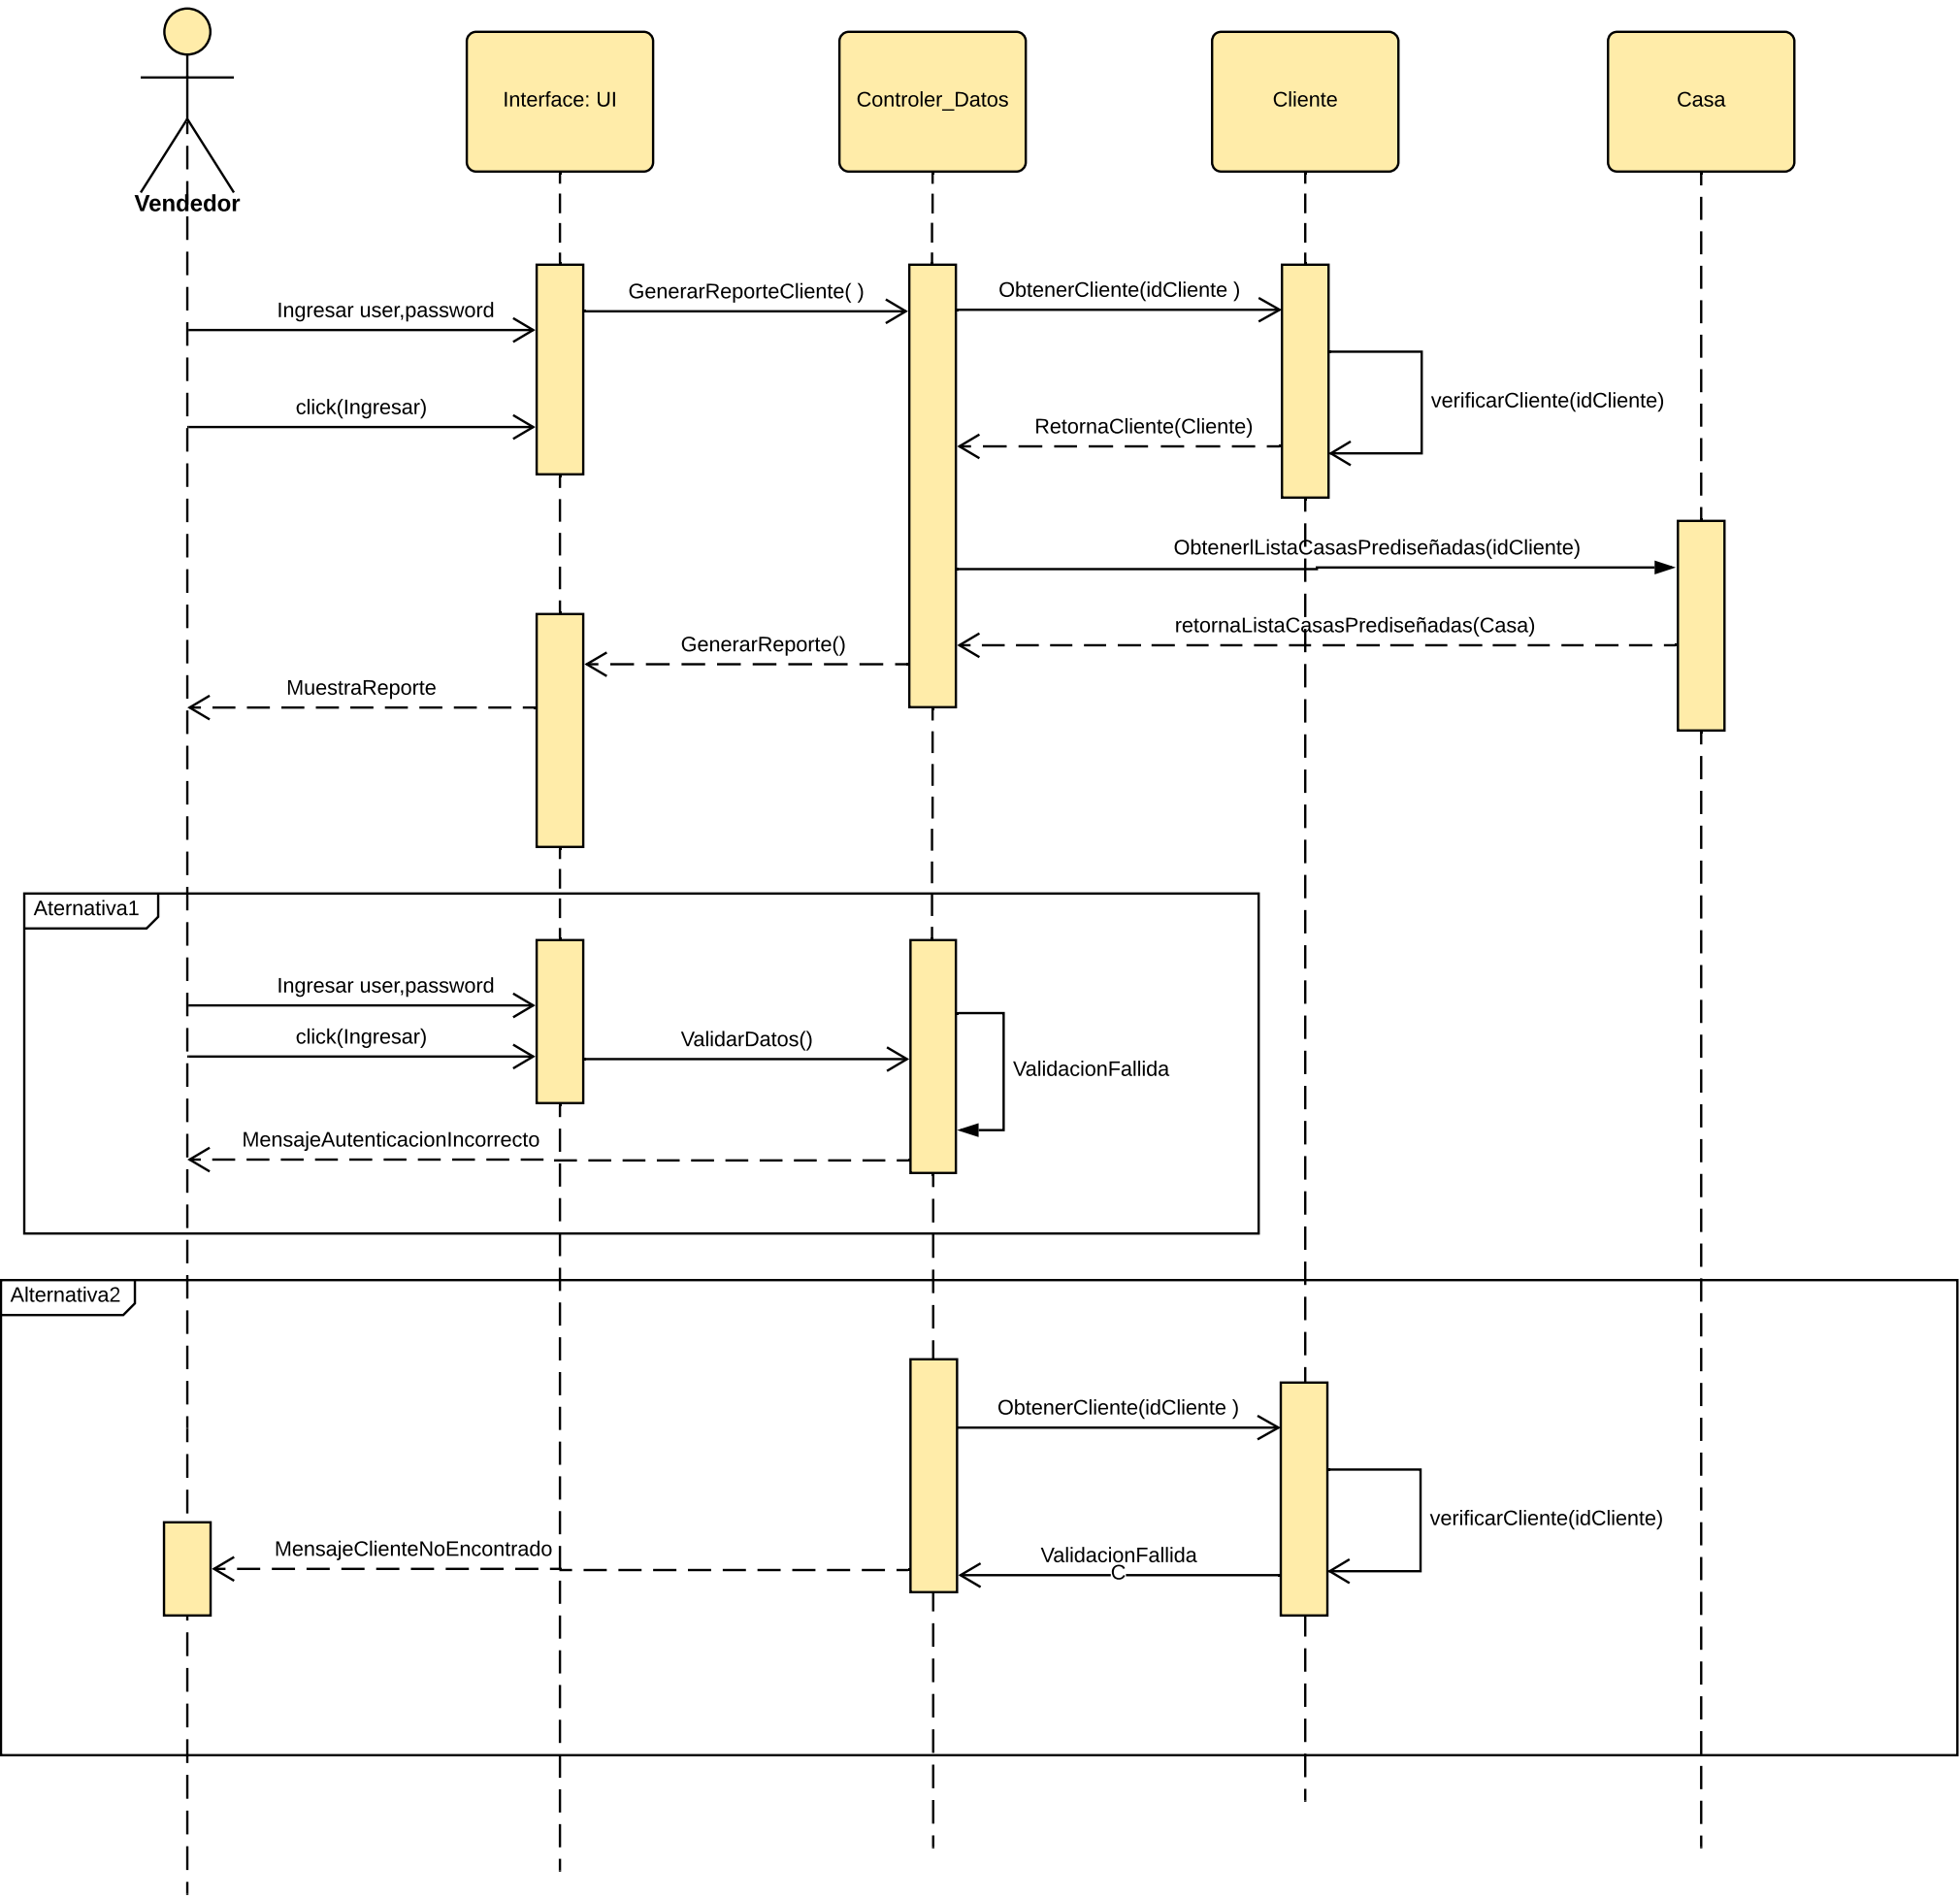 Vendedor
Interface: UI
Controler_Datos
Cliente
Casa
Ingresar user,password
GenerarReporteCliente( )
ObtenerCliente(idCliente )
verificarCliente(idCliente)
click(Ingresar)
RetornaCliente(Cliente)
ObtenerlListaCasasPrediseñadas(idCliente)
retornaListaCasasPrediseñadas(Casa)
GenerarReporte()
MuestraReporte
Aternativa1
Ingresar user,password
click(Ingresar)
ValidarDatos()
ValidacionFallida
MensajeAutenticacionIncorrecto
Alternativa2
ObtenerCliente(idCliente )
verificarCliente(idCliente)
MensajeClienteNoEncontrado
ValidacionFallida
C